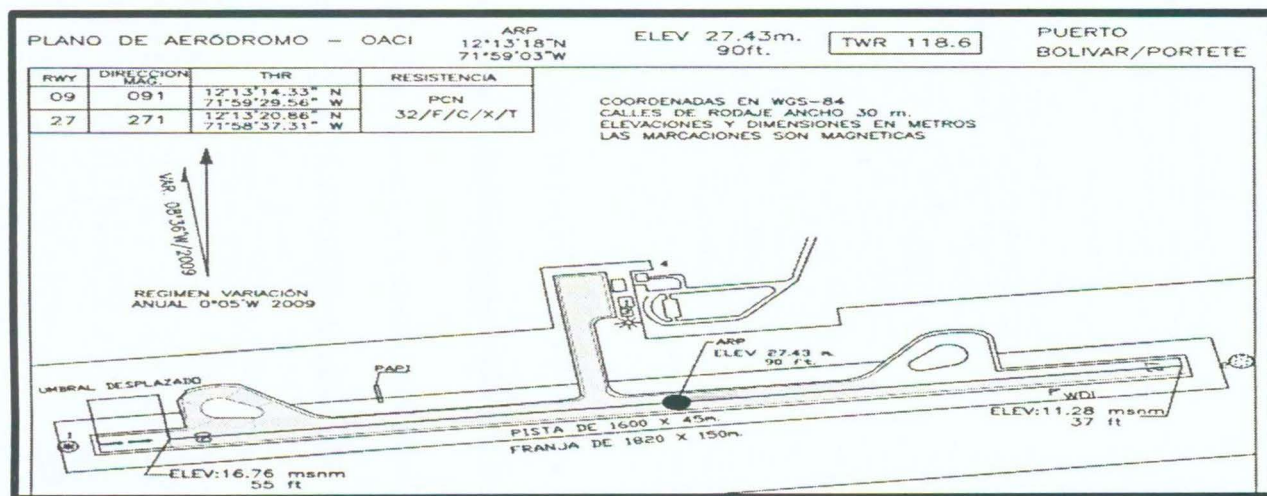 PLANO DE AERÓDROMO - OACI
ARP
12°13'18"N
71°59'03"W
ELEV 27.43m.
90ft.
TWR 118.6
PUERTO
BOLIVAR/PORTETE
RWY DIRECCION MAG. THR RESISTENCIA
09 091 12°13'14.33" N 71°59'29.56" W
27 271 12°13'20.86" N 71°58'37.31" W
PCN
32/F/C/X/T
COORDENADAS EN WGS-84
CALLES DE RODAJE ANCHO 30 m.
ELEVACIONES Y DIMENSIONES EN METROS
LAS MARCACIONES SON MAGNETICAS
VAR. 08°36'W/2009
REGIMEN VARIACIÓN
ANUAL 0°05'W 2009
4
ARP
ELEV 27.43 m.
90 ft.
PAPI
UMBRAL DESPLAZADO
1
27
WDI
PISTA DE 1600 X 45m.
FRANJA DE 1820 X 150m.
ELEV:11.28 msnm
37 ft
ELEV:16.76 msnm
55 ft